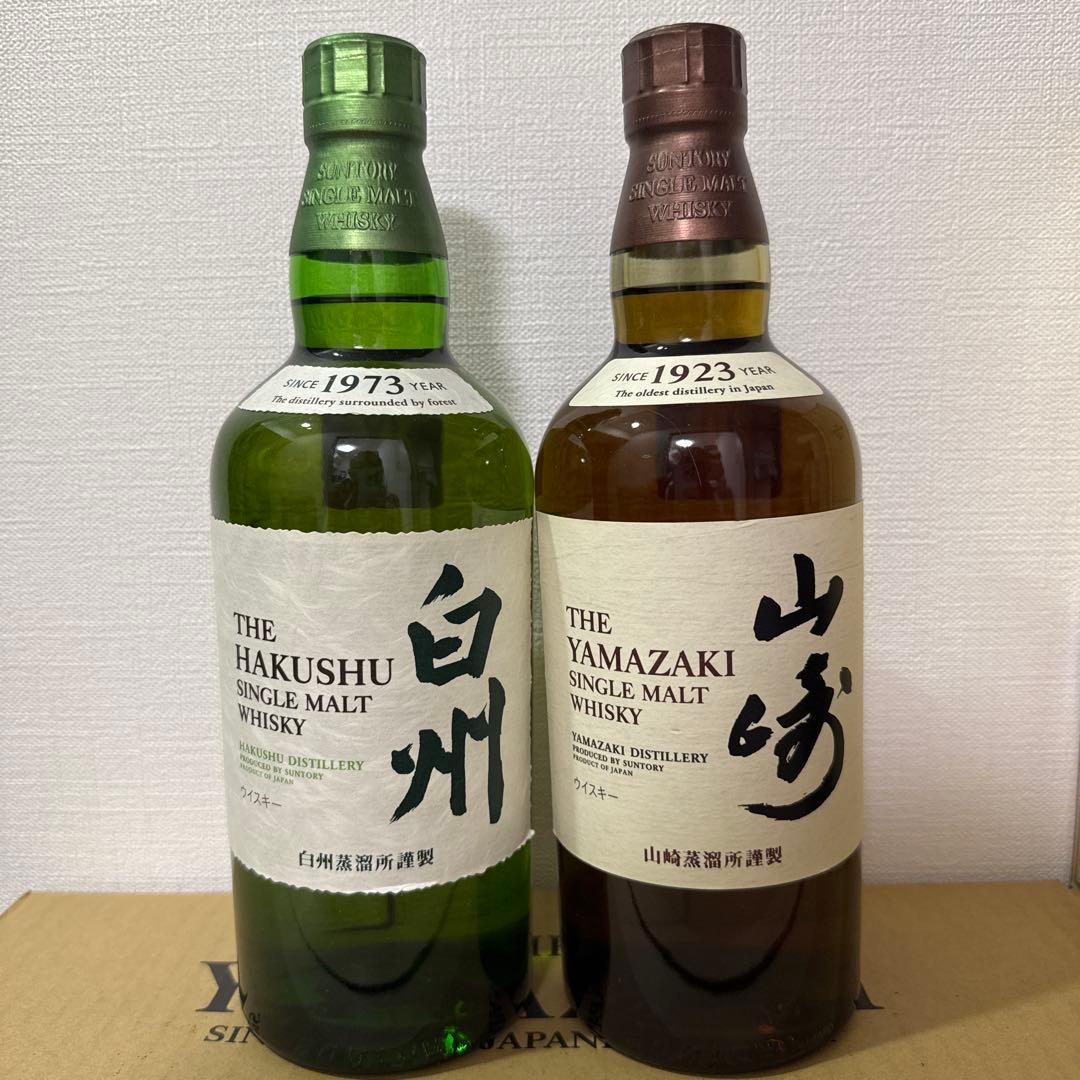 SUNTORY
SINGLE MALT
WHISKY
SINCE 1973 YEAR
The distillery surrounded by forest
THE
HAKUSHU
SINGLE MALT
WHISKY
白州
HAKUSHU DISTILLERY
PRODUCED BY SUNTORY
PRODUCT OF JAPAN
ウイスキー
白州蒸溜所謹製
SUNTORY
SINGLE MALT
WHISKY
SINCE 1923 YEAR
The oldest distillery in Japan
THE
YAMAZAKI
SINGLE MALT
WHISKY
山崎
YAMAZAKI DISTILLERY
PRODUCED BY SUNTORY
PRODUCT OF JAPAN
ウイスキー
山崎蒸溜所謹製